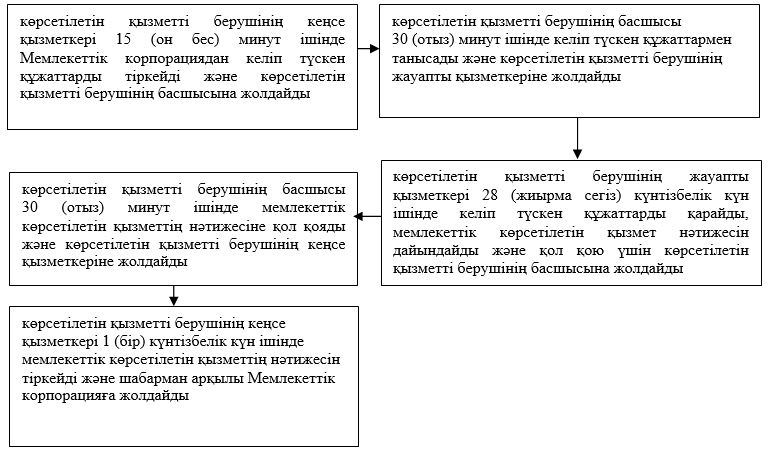 көрсетілетін қызметті берушінің кеңсе
қызметкері 15 (он бес) минут ішінде
Мемлекеттік корпорациядан келіп түскен
құжаттарды тіркейді және көрсетілетін
қызметті берушінің басшысына жолдайды
көрсетілетін қызметті берушінің басшысы
30 (отыз) минут ішінде келіп түскен құжаттармен
танысады және көрсетілетін қызметті берушінің
жауапты қызметкеріне жолдайды
көрсетілетін қызметті берушінің жауапты
қызметкері 28 (жиырма сегіз) күнтізбелік күн
ішінде келіп түскен құжаттарды қарайды,
мемлекеттік көрсетілетін қызмет нәтижесін
дайындайды және қол қою үшін көрсетілетін
қызметті берушінің басшысына жолдайды
көрсетілетін қызметті берушінің басшысы
30 (отыз) минут ішінде мемлекеттік
көрсетілетін қызметтің нәтижесіне қол қояды
және көрсетілетін қызметті берушінің кеңсе
қызметкеріне жолдайды
көрсетілетін қызметті берушінің кеңсе
қызметкері 1 (бір) күнтізбелік күн ішінде
мемлекеттік көрсетілетін қызметтің нәтижесін
тіркейді және шабарман арқылы Мемлекеттік
корпорацияға жолдайды